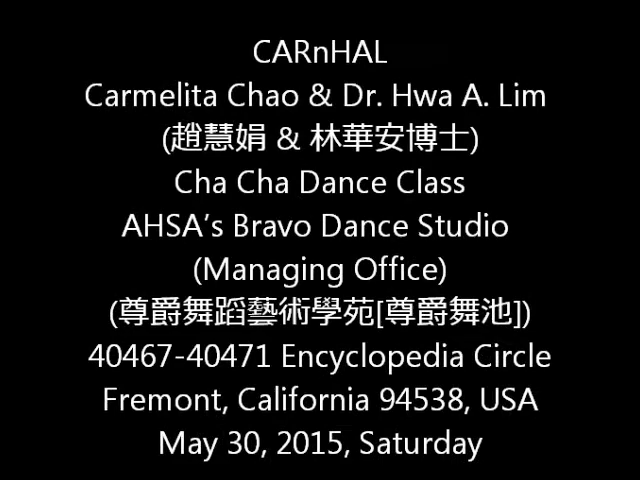 CARnHAL
Carmelita Chao & Dr. Hwa A. Lim
(趙慧娟 & 林華安博士)
Cha Cha Dance Class
AHSA’s Bravo Dance Studio
(Managing Office)
(尊爵舞蹈藝術學苑[尊爵舞池])
40467-40471 Encyclopedia Circle
Fremont, California 94538, USA
May 30, 2015, Saturday